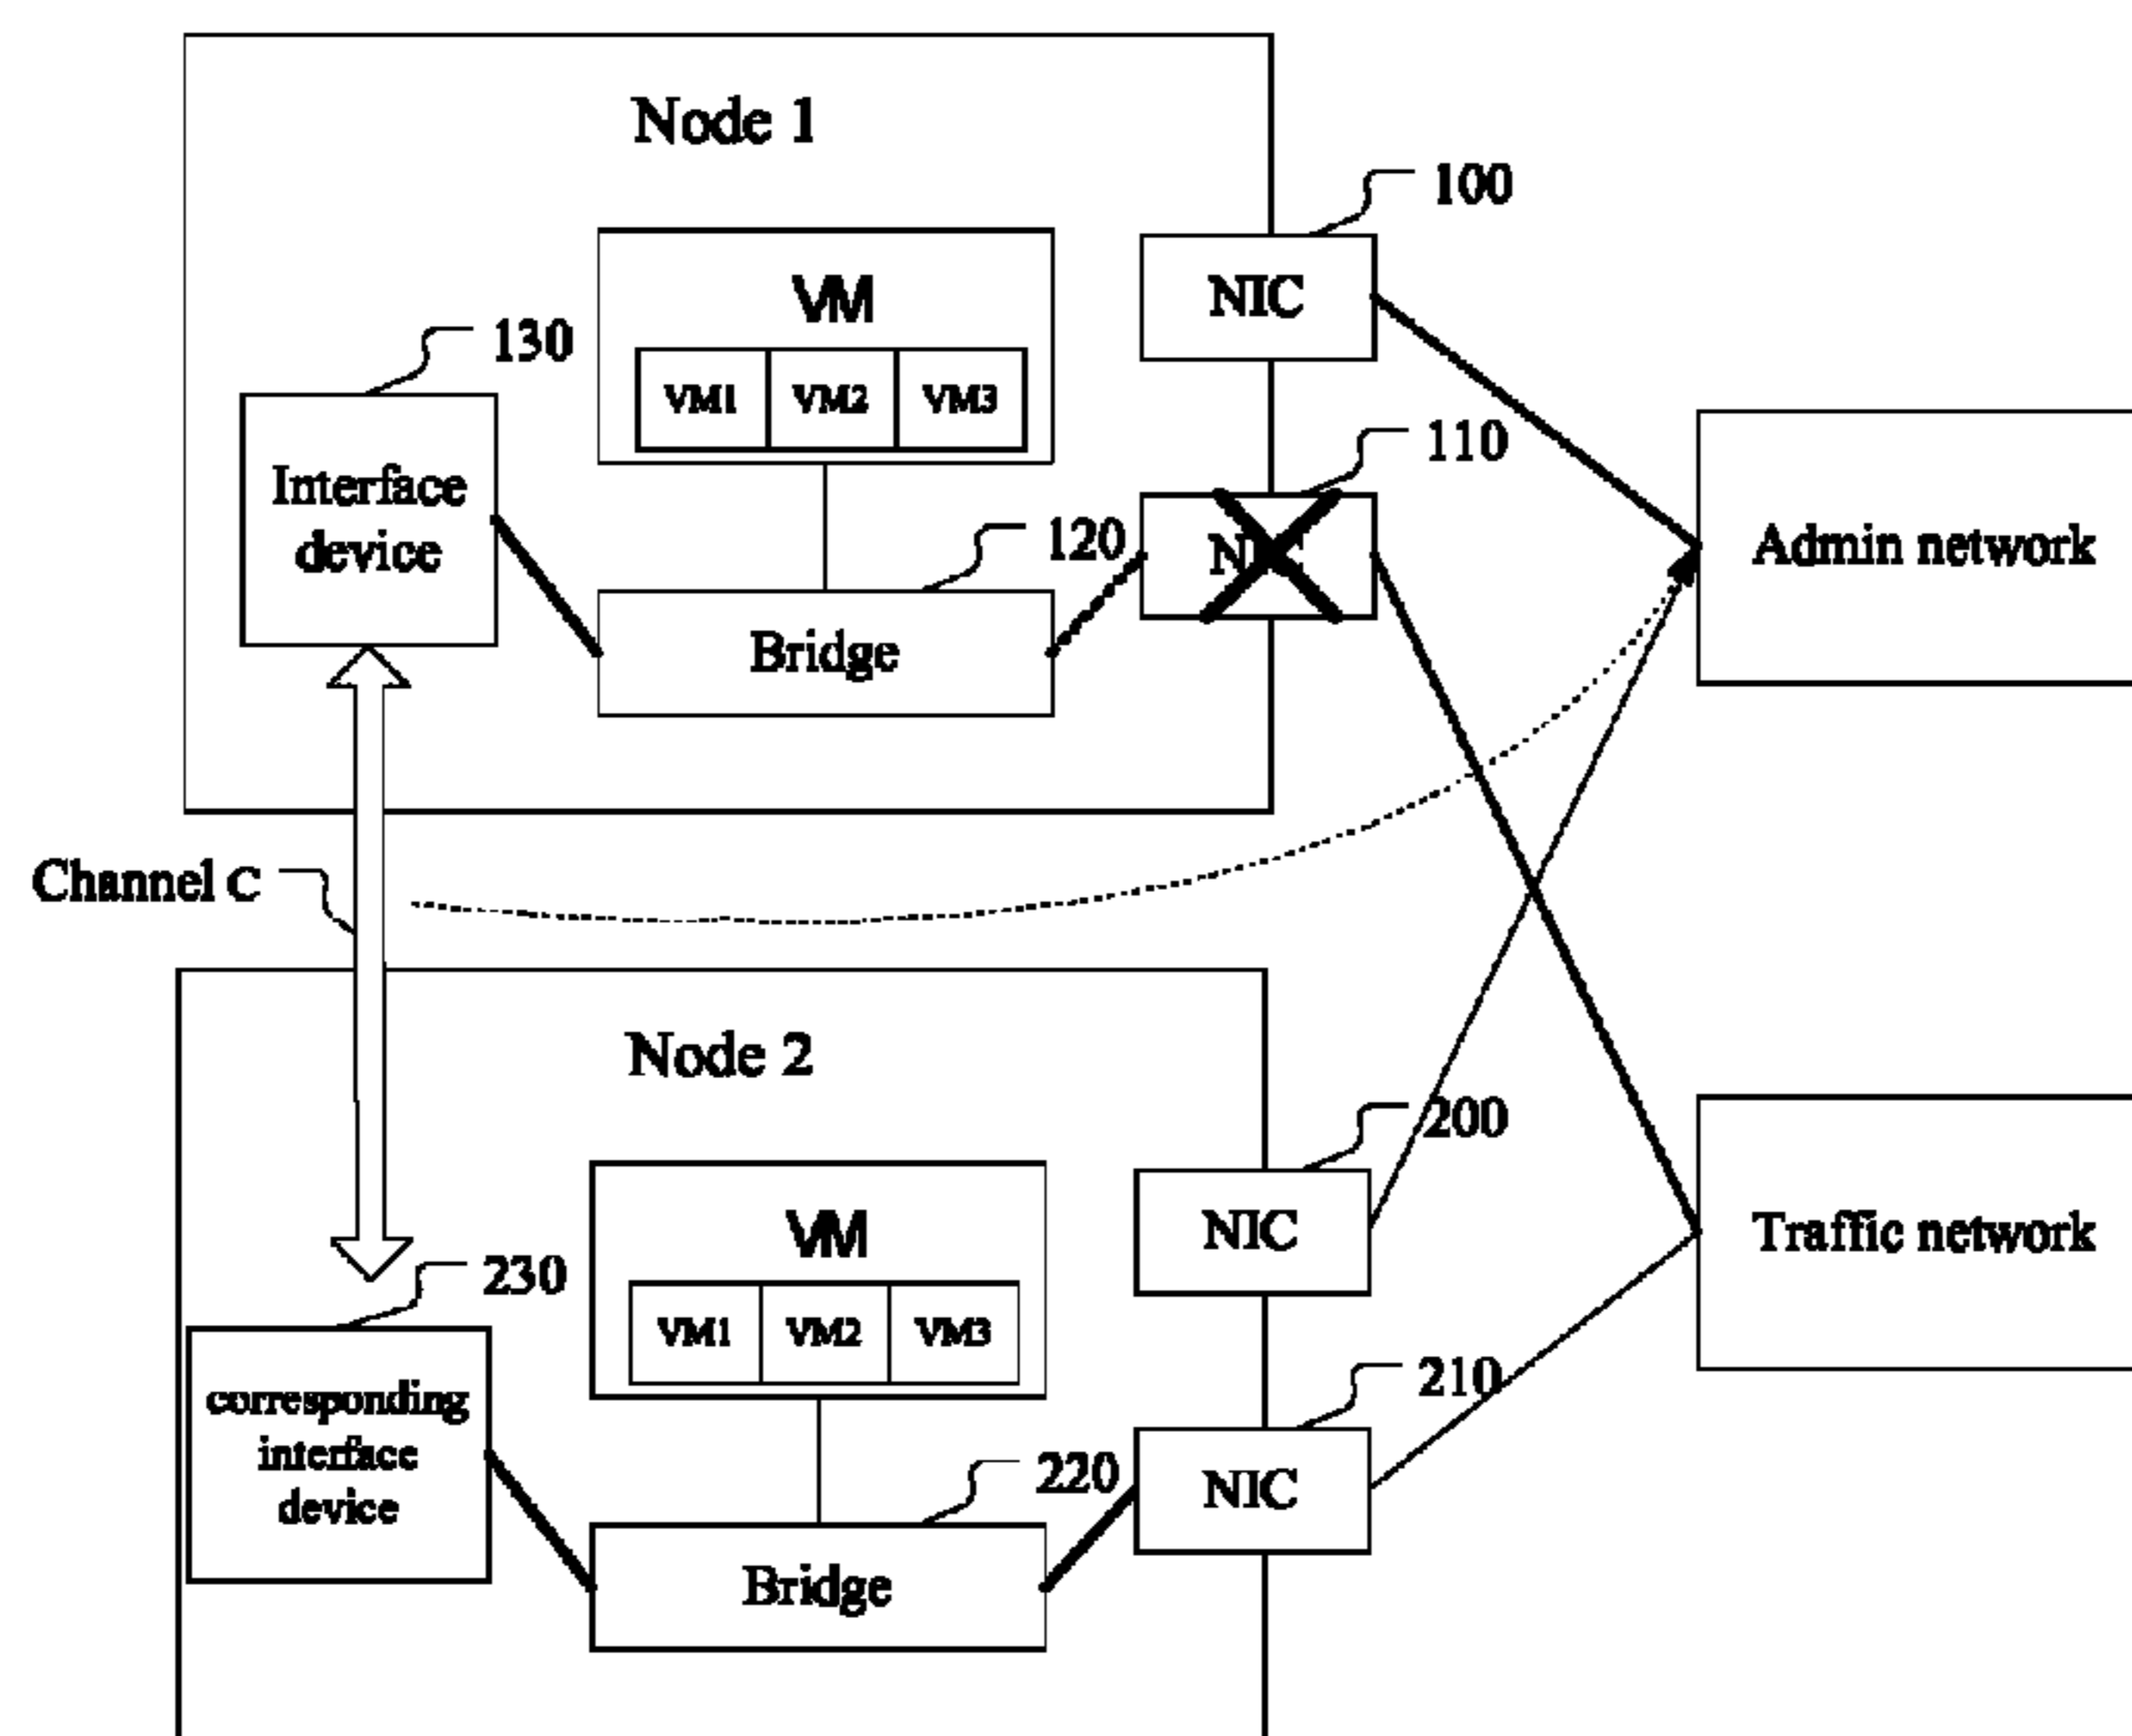 Node 1
100
NIC
VM
130
VM1 VM2 VM3
110
Interface
device
120
Admin network
Bridge
Channel C
Node 2
200
NIC
VM
Traffic network
230
VM1 VM2 VM3
210
corresponding
interface
device
220
NIC
Bridge